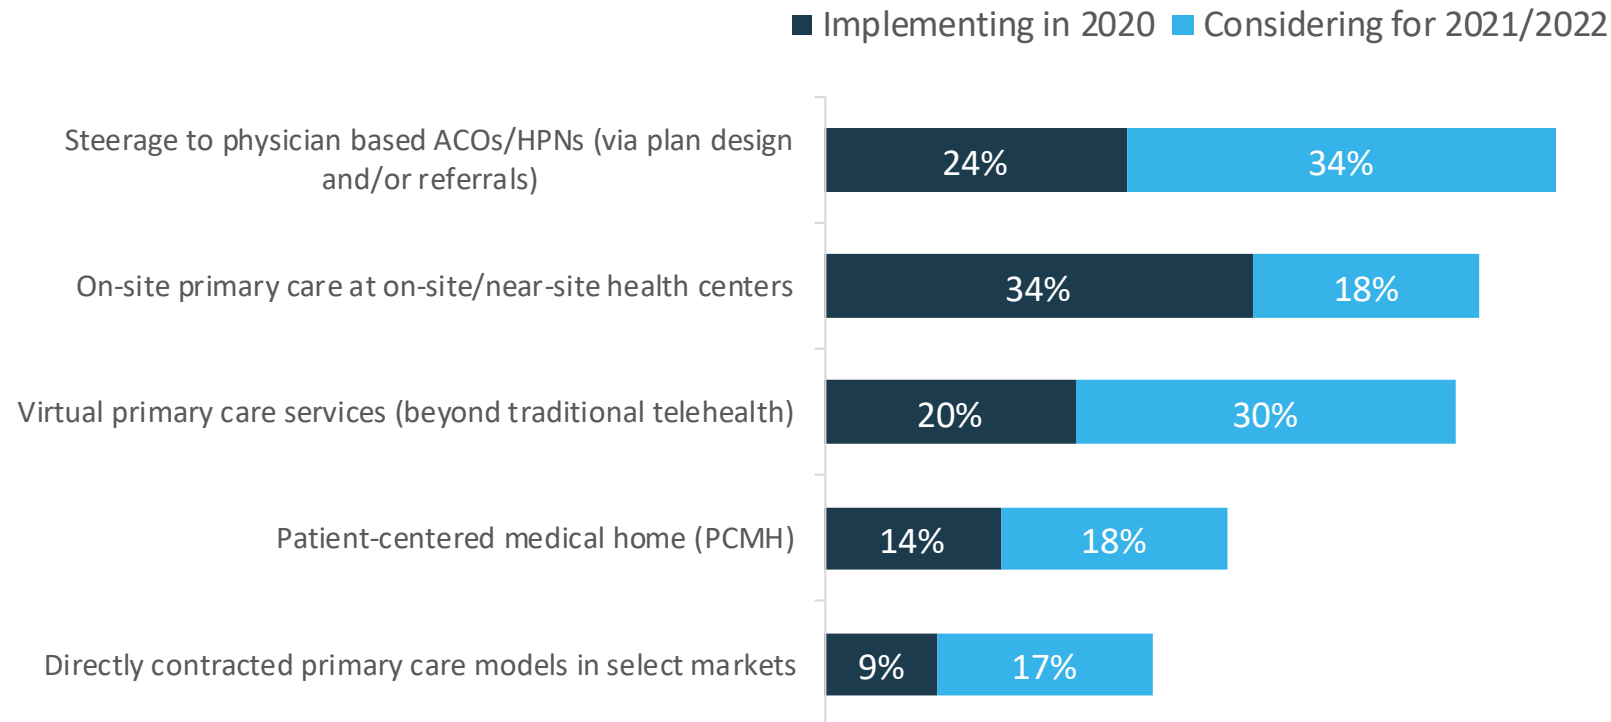 Implementing in 2020 Considering for 2021/2022
Steerage to physician based ACOs/HPNs (via plan design
and/or referrals)
24% 34%
On-site primary care at on-site/near-site health centers
34% 18%
Virtual primary care services (beyond traditional telehealth)
20% 30%
Patient-centered medical home (PCMH)
14% 18%
Directly contracted primary care models in select markets
9% 17%